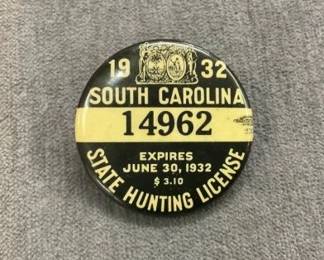 19 32
SOUTH CAROLINA
14962
EXPIRES
JUNE 30, 1932
$ 3.10
STATE HUNTING LICENSE